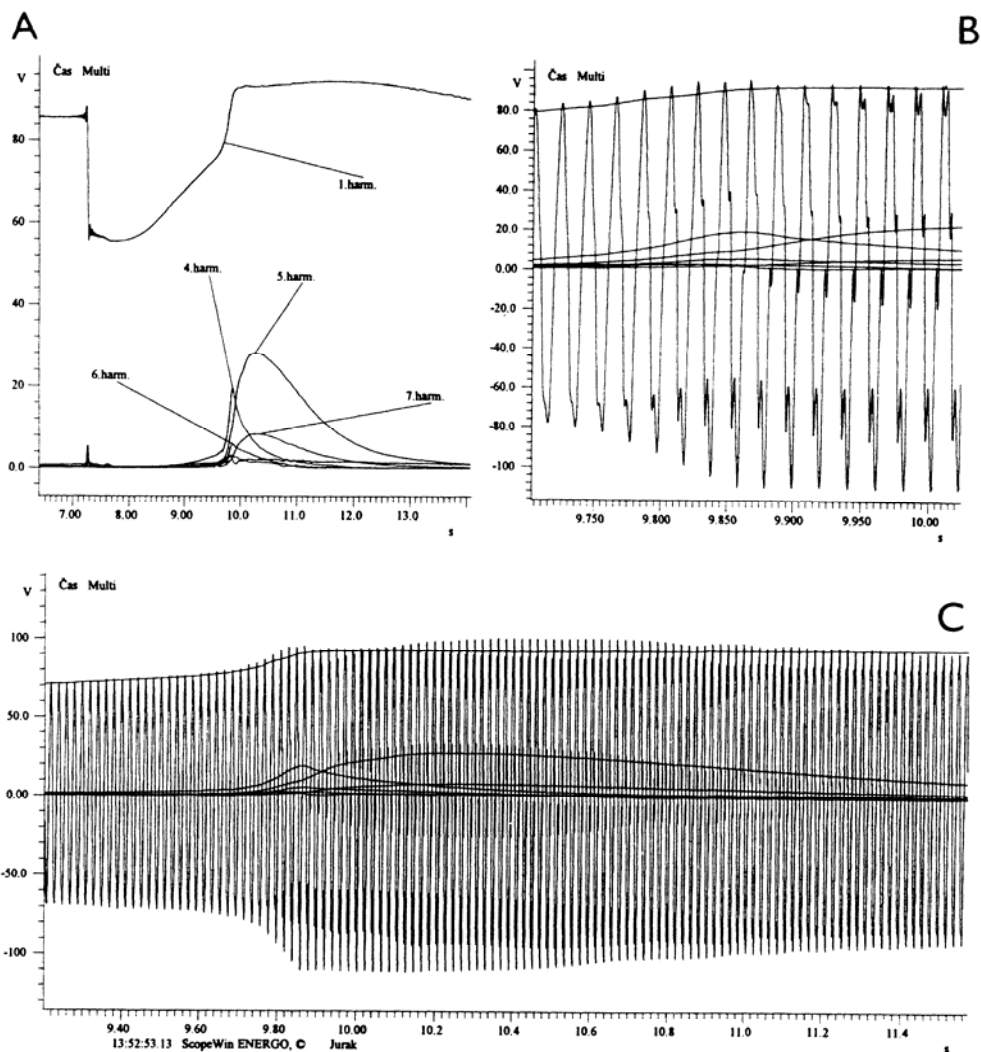 A
V
Čas Multi
80
60
40
20
0.0
1.harm.
4.harm.
5.harm.
6.harm.
7.harm.
7.00 8.00 9.00 10.0 11.0 12.0 13.0
s
B
V
Čas Multi
80.0
60.0
40.0
20.0
0.00
-20.0
-40.0
-60.0
-80.0
-100
9.750 9.800 9.850 9.900 9.950 10.00
s
C
V
Čas Multi
100
50.0
0.00
-50.0
-100
9.40 9.60 9.80 10.00 10.2 10.4 10.6 10.8 11.0 11.2 11.4
s
13:52:53.13 ScopeWin ENERGO, © Jurak